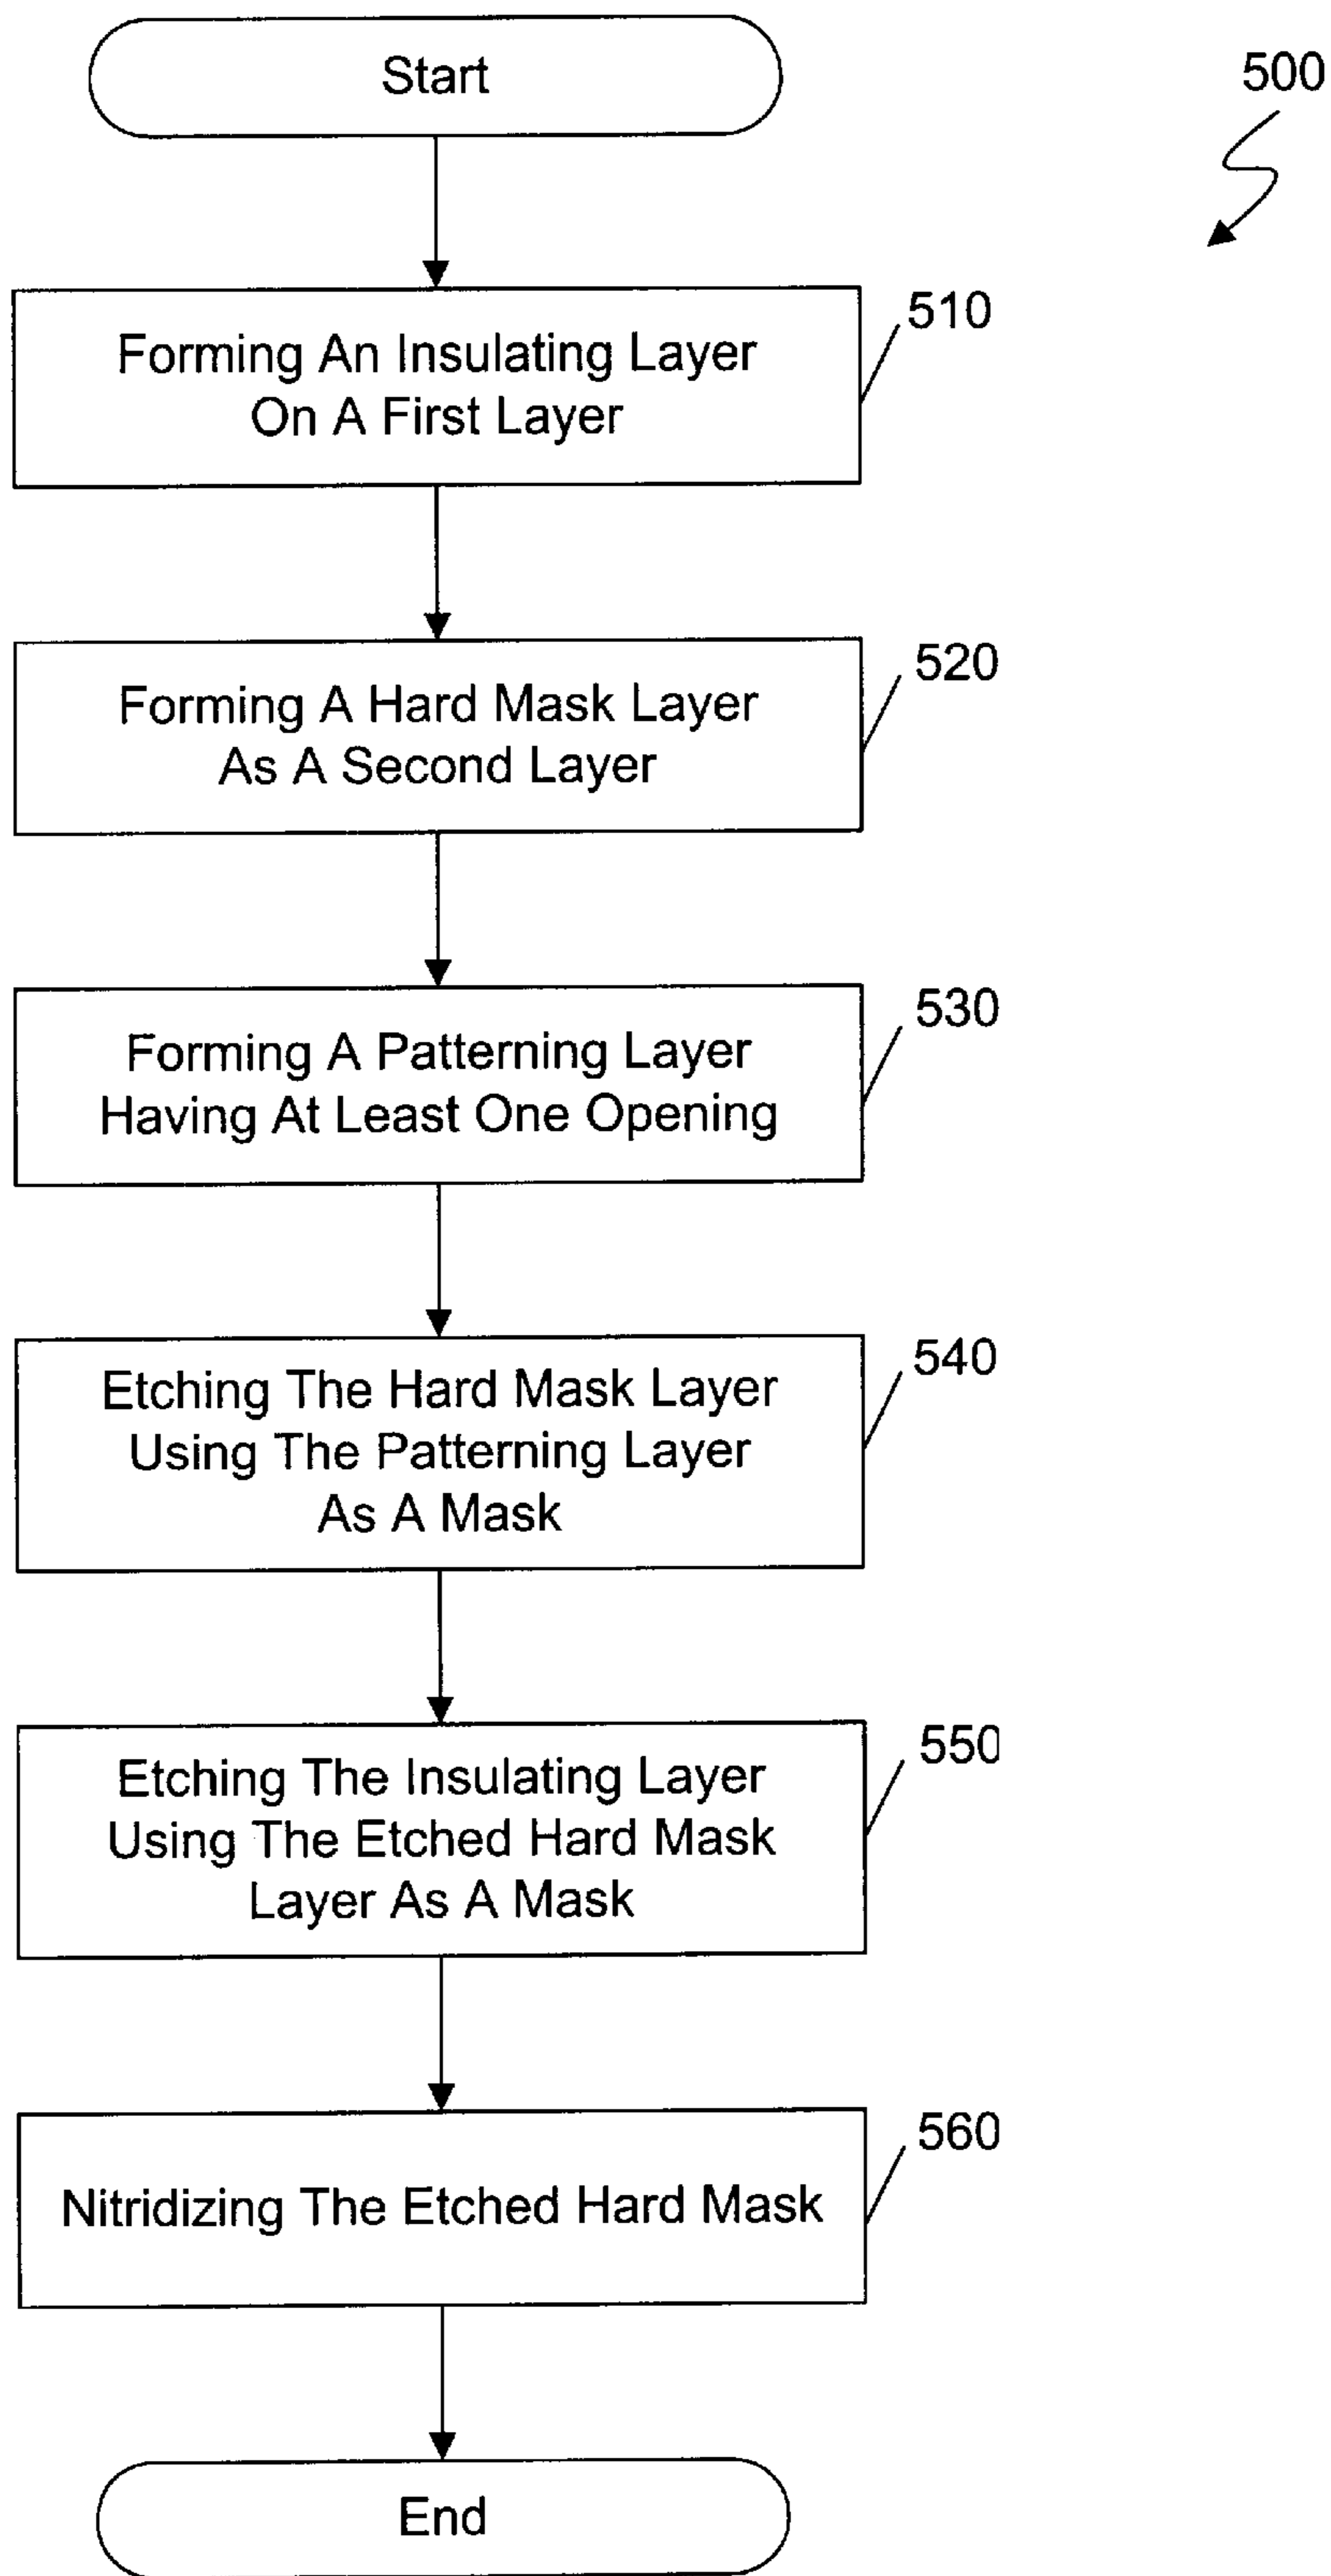 Start
500
510
Forming An Insulating Layer
On A First Layer
520
Forming A Hard Mask Layer
As A Second Layer
530
Forming A Patterning Layer
Having At Least One Opening
540
Etching The Hard Mask Layer
Using The Patterning Layer
As A Mask
550
Etching The Insulating Layer
Using The Etched Hard Mask
Layer As A Mask
560
Nitridizing The Etched Hard Mask
End